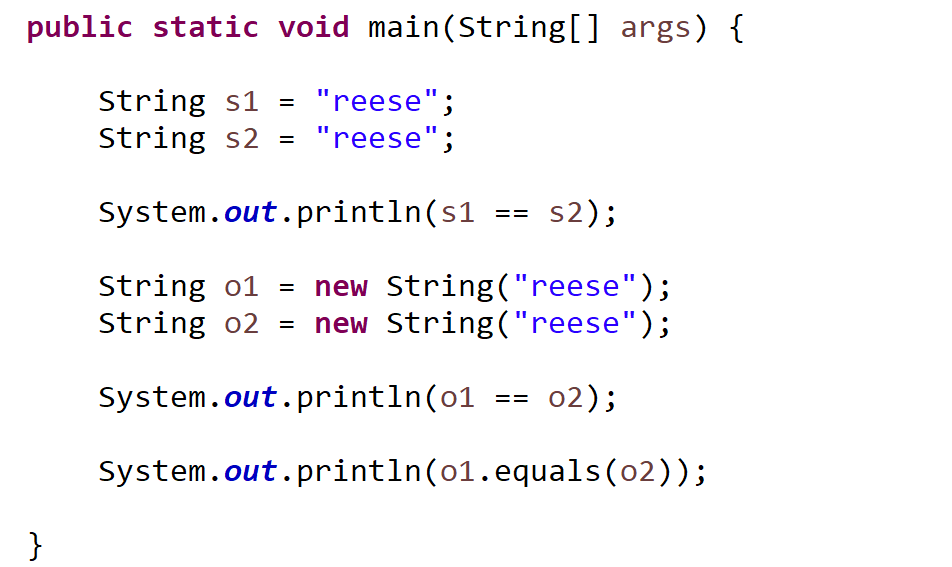 public static void main(String[] args) {
String s1 = "reese";
String s2 = "reese";
System.out.println(s1 == s2);
String o1 = new String("reese");
String o2 = new String("reese");
System.out.println(o1 == o2);
System.out.println(o1.equals(o2));
}